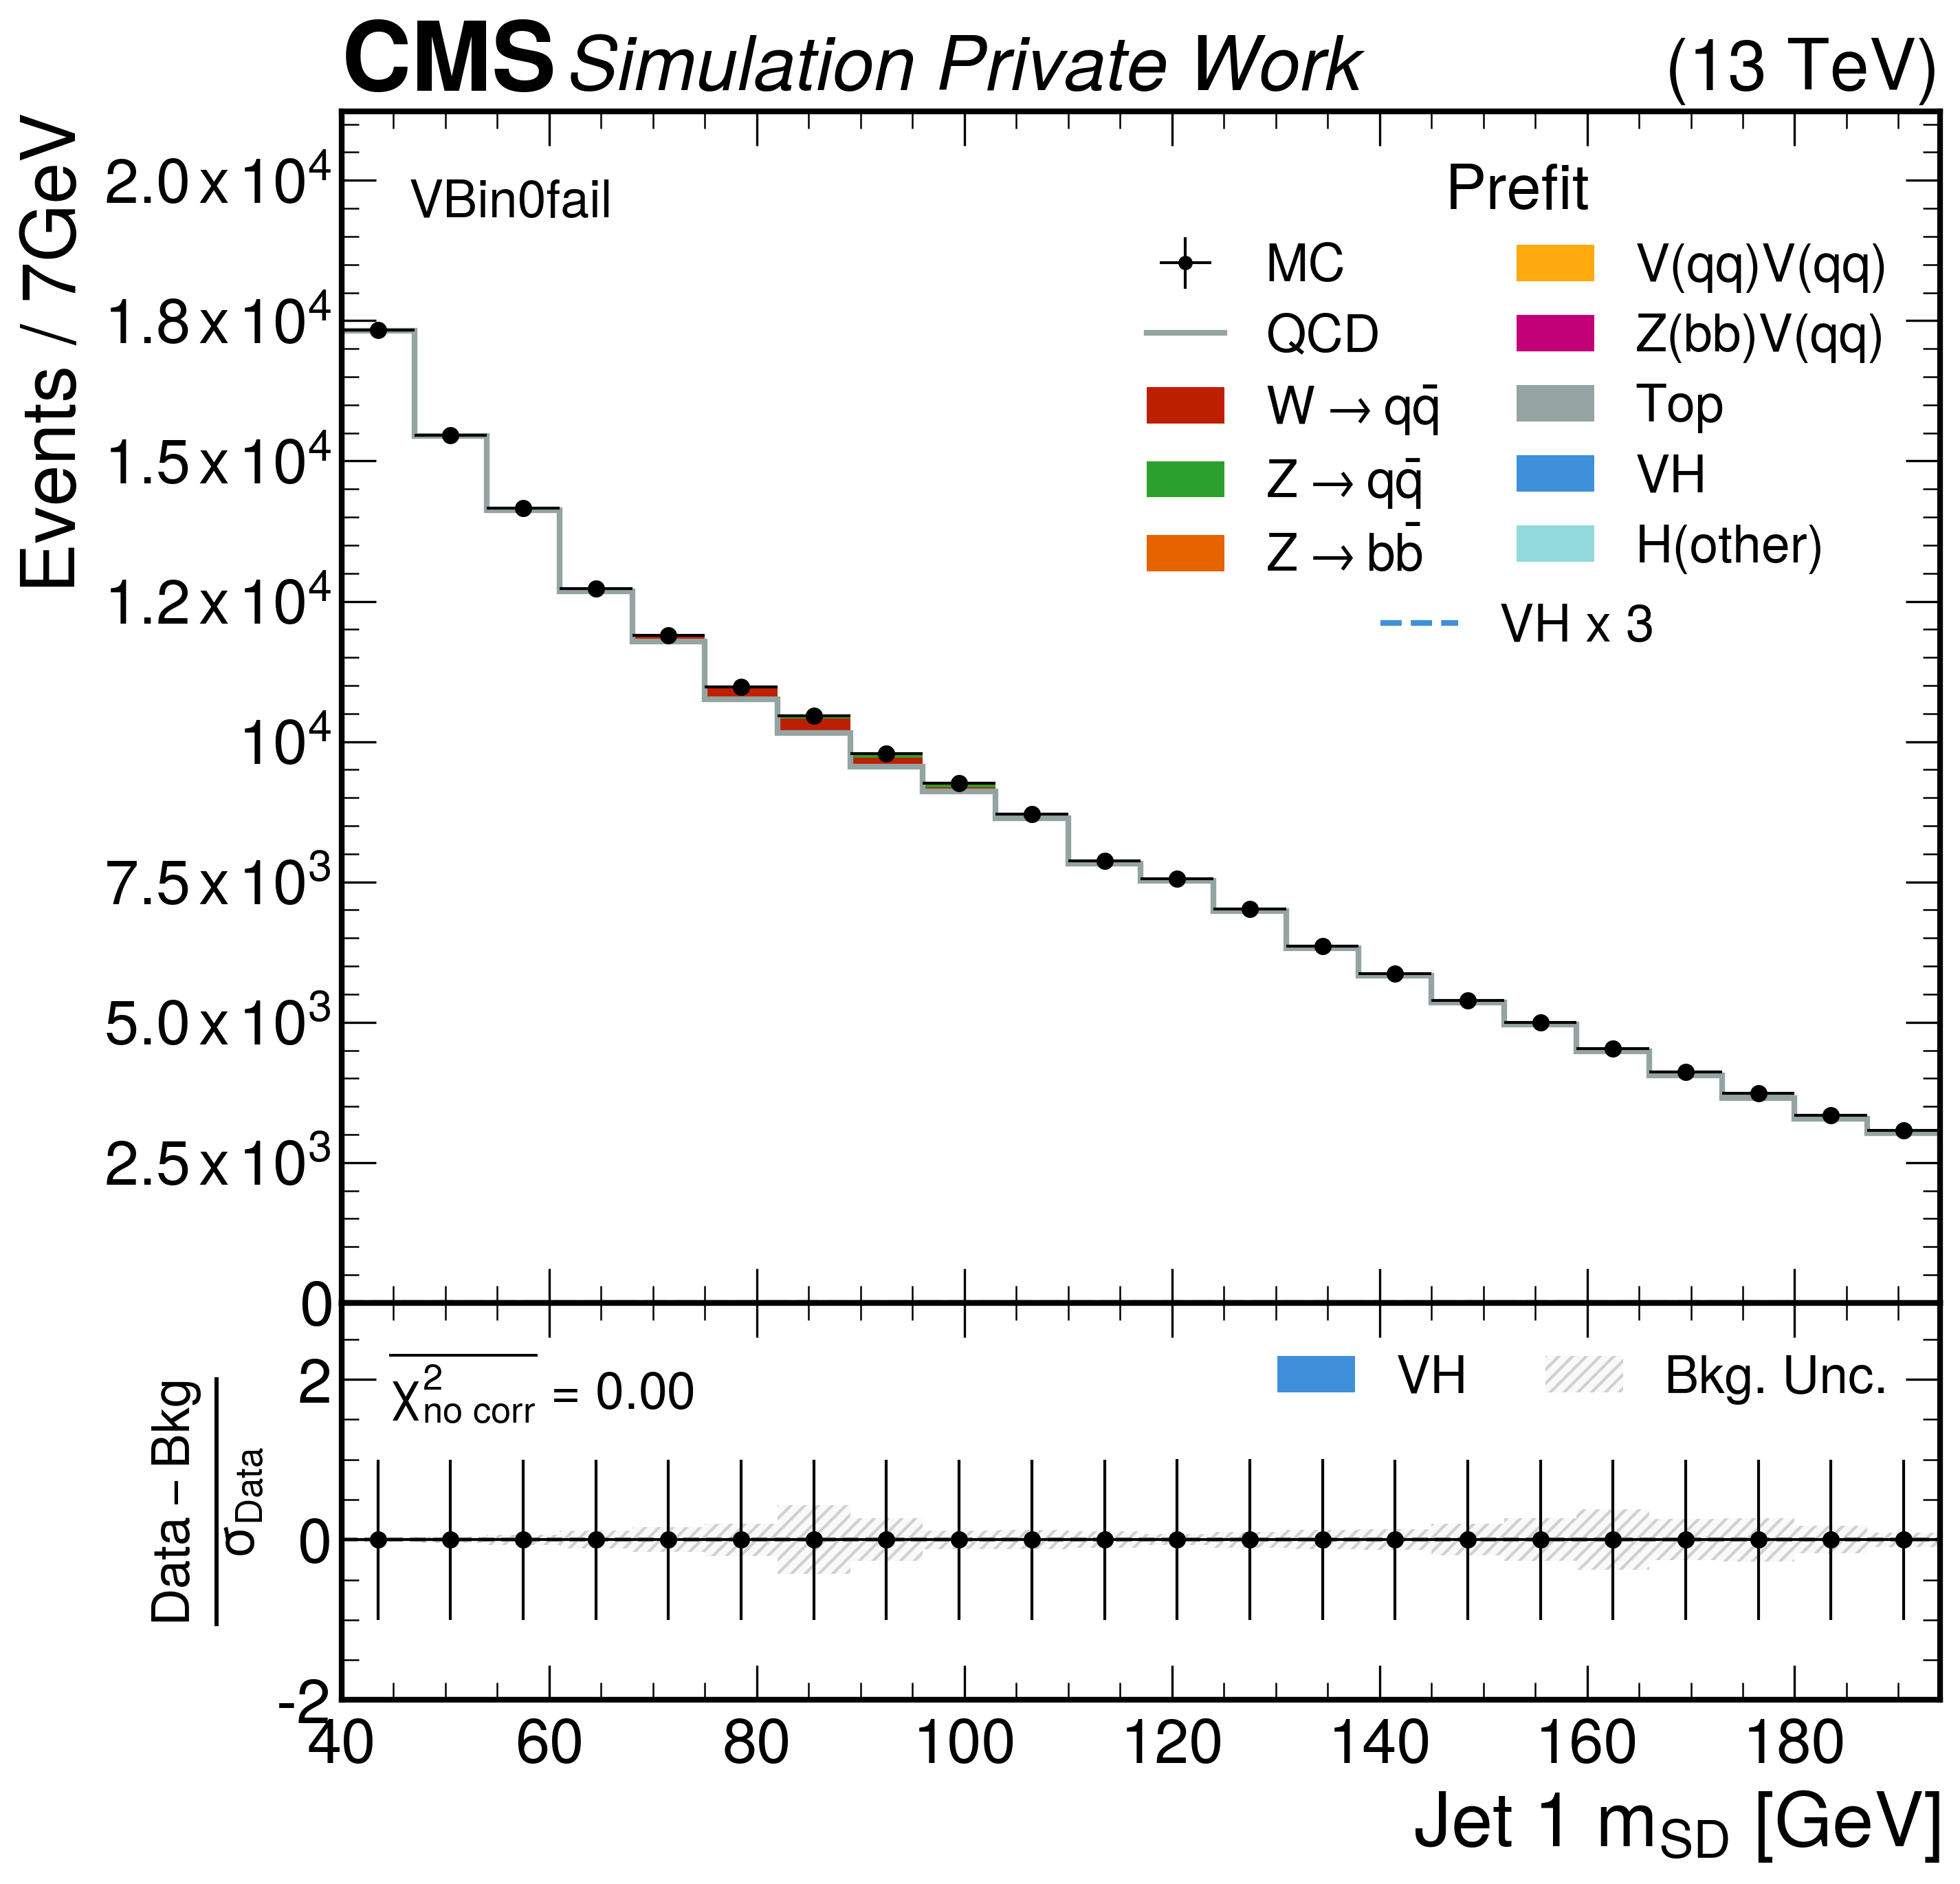 CMS Simulation Private Work (13 TeV)
Events / 7GeV
2.0 x 10⁴
1.8 x 10⁴
1.5 x 10⁴
1.2 x 10⁴
10⁴
7.5 x 10³
5.0 x 10³
2.5 x 10³
0
VBin0fail
Prefit
MC
QCD
W → qq̄
Z → qq̄
Z → bb̄
V(qq)V(qq)
Z(bb)V(qq)
Top
VH
H(other)
VH x 3
Data − Bkg
σ_Data
2
0
-2
χ²_no corr = 0.00
VH
Bkg. Unc.
40 60 80 100 120 140 160 180
Jet 1 m_SD [GeV]